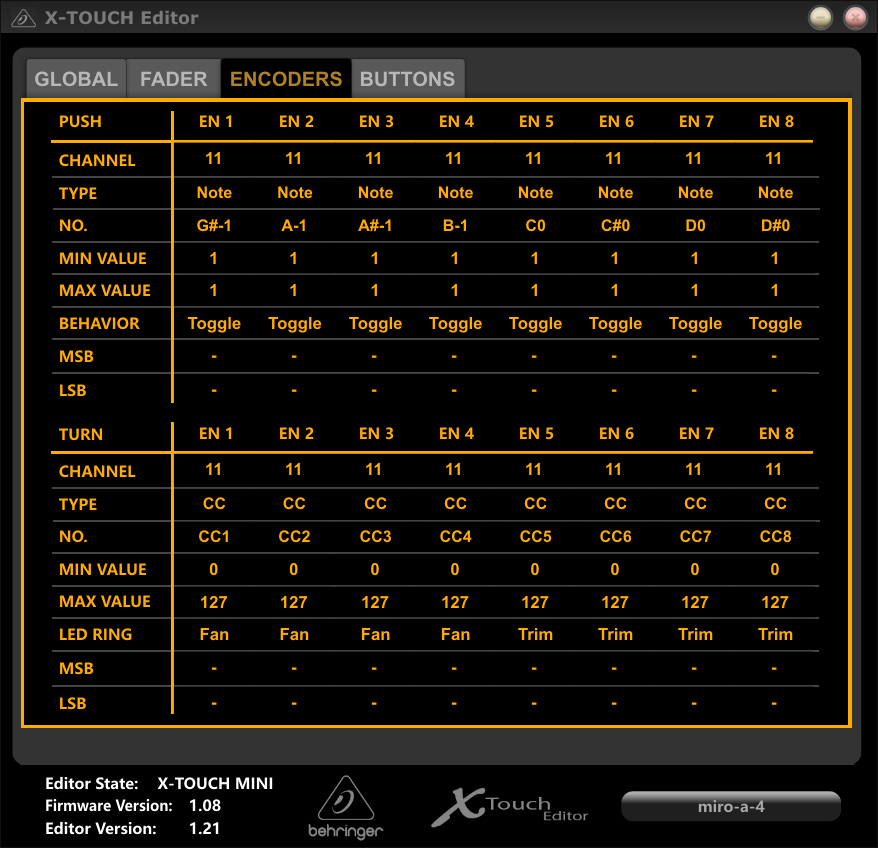 X-TOUCH Editor
GLOBAL FADER ENCODERS BUTTONS
PUSH EN 1 EN 2 EN 3 EN 4 EN 5 EN 6 EN 7 EN 8
CHANNEL 11 11 11 11 11 11 11 11
TYPE Note Note Note Note Note Note Note Note
NO. G#-1 A-1 A#-1 B-1 C0 C#0 D0 D#0
MIN VALUE 1 1 1 1 1 1 1 1
MAX VALUE 1 1 1 1 1 1 1 1
BEHAVIOR Toggle Toggle Toggle Toggle Toggle Toggle Toggle Toggle
MSB - - - - - - - -
LSB - - - - - - - -
TURN EN 1 EN 2 EN 3 EN 4 EN 5 EN 6 EN 7 EN 8
CHANNEL 11 11 11 11 11 11 11 11
TYPE CC CC CC CC CC CC CC CC
NO. CC1 CC2 CC3 CC4 CC5 CC6 CC7 CC8
MIN VALUE 0 0 0 0 0 0 0 0
MAX VALUE 127 127 127 127 127 127 127 127
LED RING Fan Fan Fan Fan Trim Trim Trim Trim
MSB - - - - - - - -
LSB - - - - - - - -
Editor State: X-TOUCH MINI
Firmware Version: 1.08
Editor Version: 1.21
behringer
X Touch Editor
miro-a-4